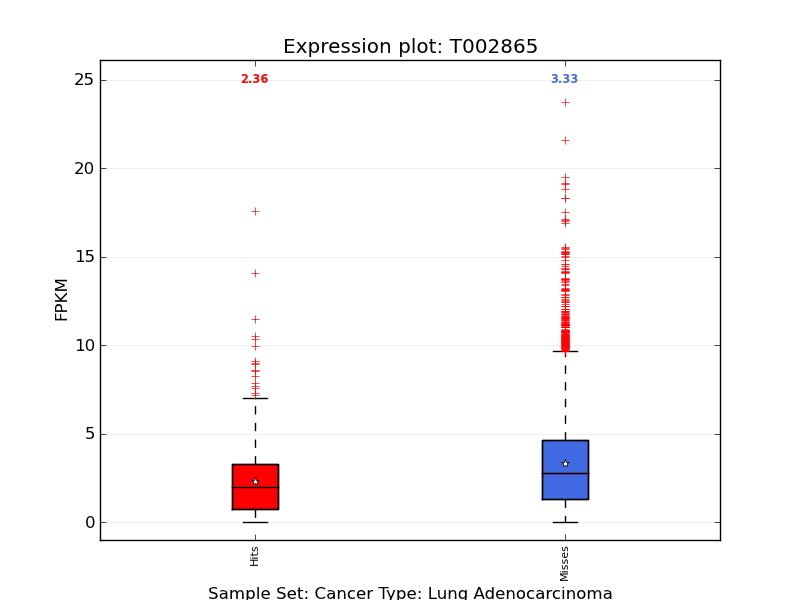 Expression plot: T002865
2.36
3.33
25
20
15
10
5
0
FPKM
Hits
Misses
Sample Set: Cancer Type: Lung Adenocarcinoma